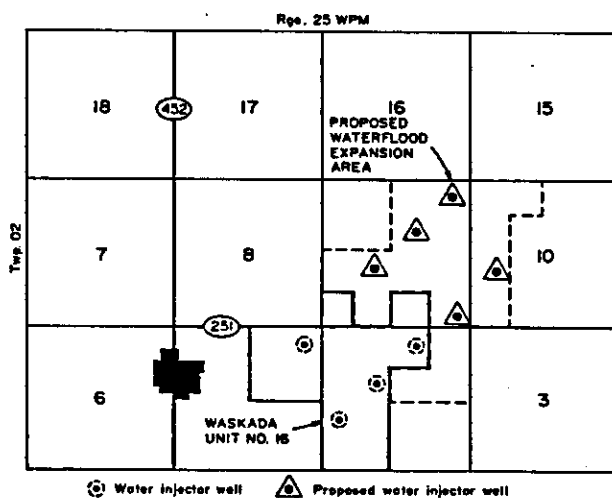 Rge. 25 WPM
18
452
17
16
15
PROPOSED
WATERFLOOD
EXPANSION
AREA
Twp. 02
7
8
10
251
6
3
WASKADA
UNIT NO. 16
Water injector well
Proposed water injector well